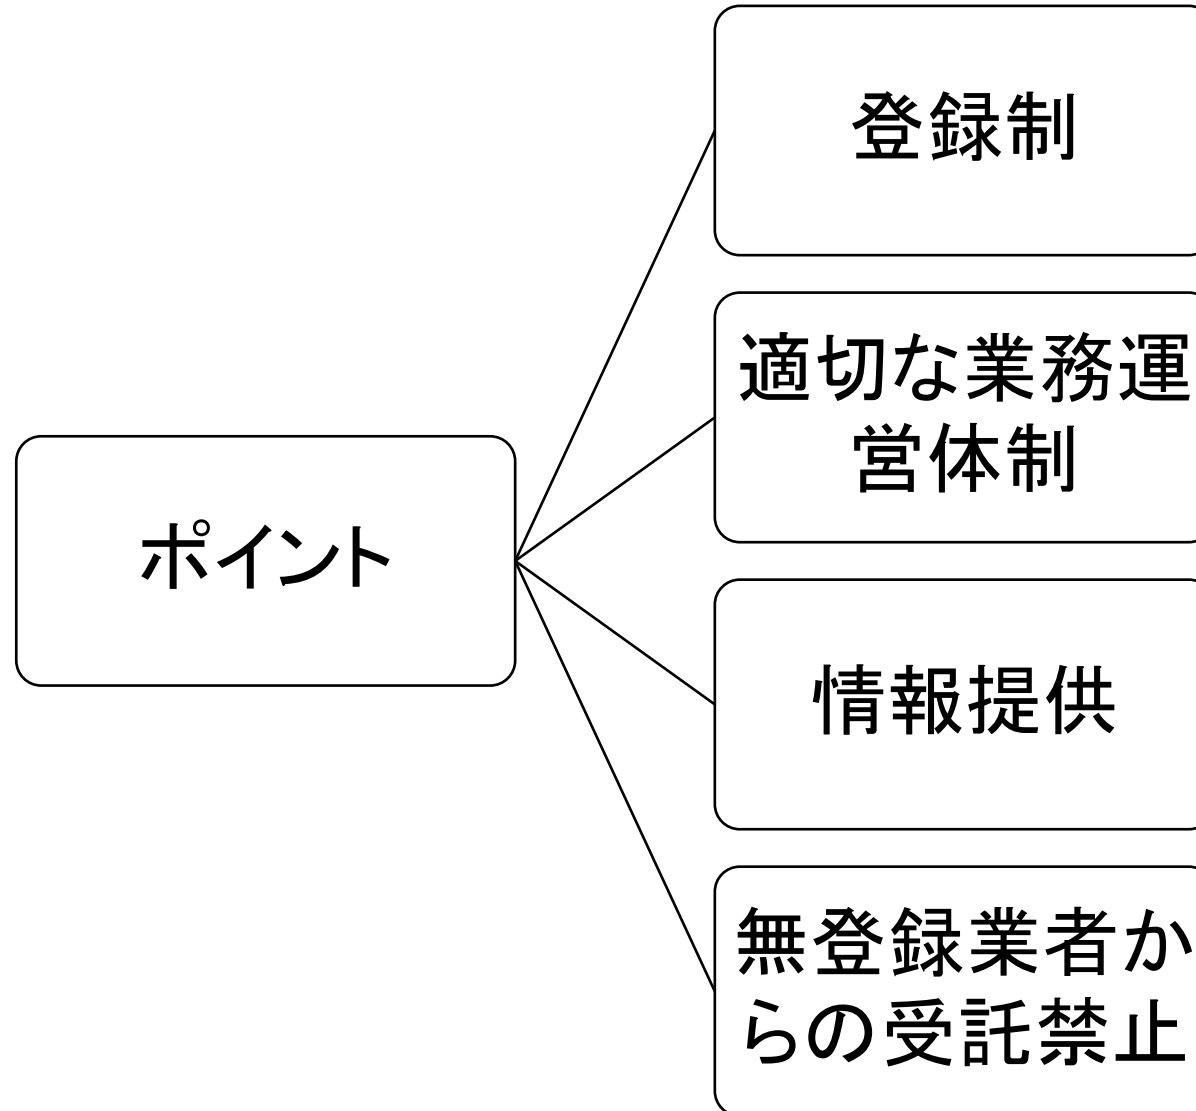 登録制
適切な業務運
営体制
ポイント
情報提供
無登録業者か
らの受託禁止